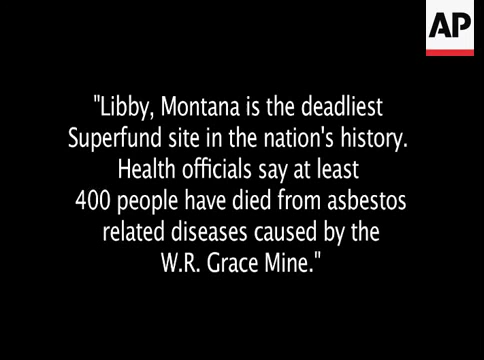 AP
"Libby, Montana is the deadliest
Superfund site in the nation's history.
Health officials say at least
400 people have died from asbestos
related diseases caused by the
W.R. Grace Mine."